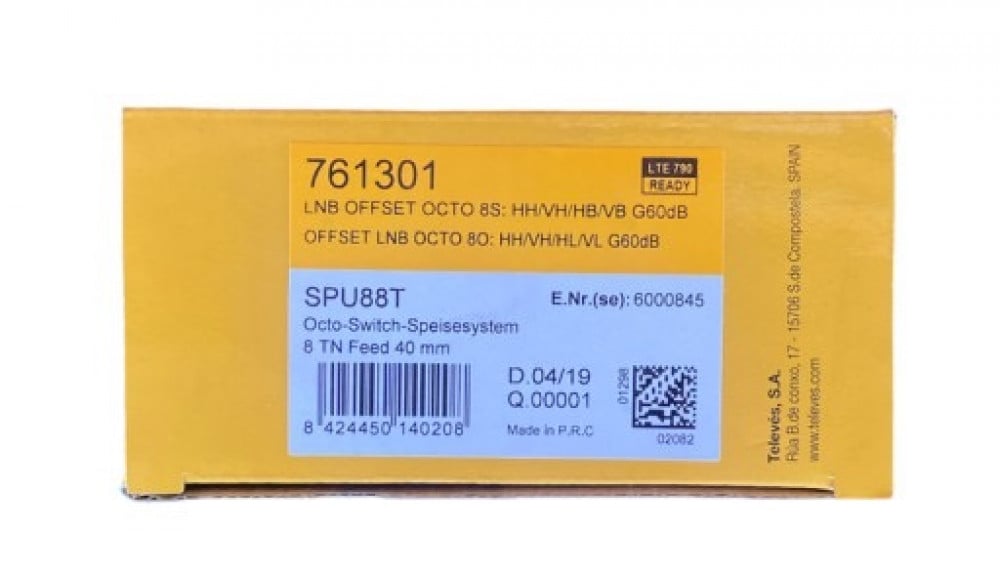 761301
LTE 790
READY
LNB OFFSET OCTO 8S: HH/VH/HB/VB G60dB
OFFSET LNB OCTO 8O: HH/VH/HL/VL G60dB
SPU88T
E.Nr.(se): 6000845
Octo-Switch-Speisesystem
8 TN Feed 40 mm
D.04/19
Q.00001
Made in P.R.C
8 424450 140208
01298
02082
Televés, S.A.
Rúa B.de conxo, 17 - 15706 S.de Compostela. SPAIN
www.televes.com